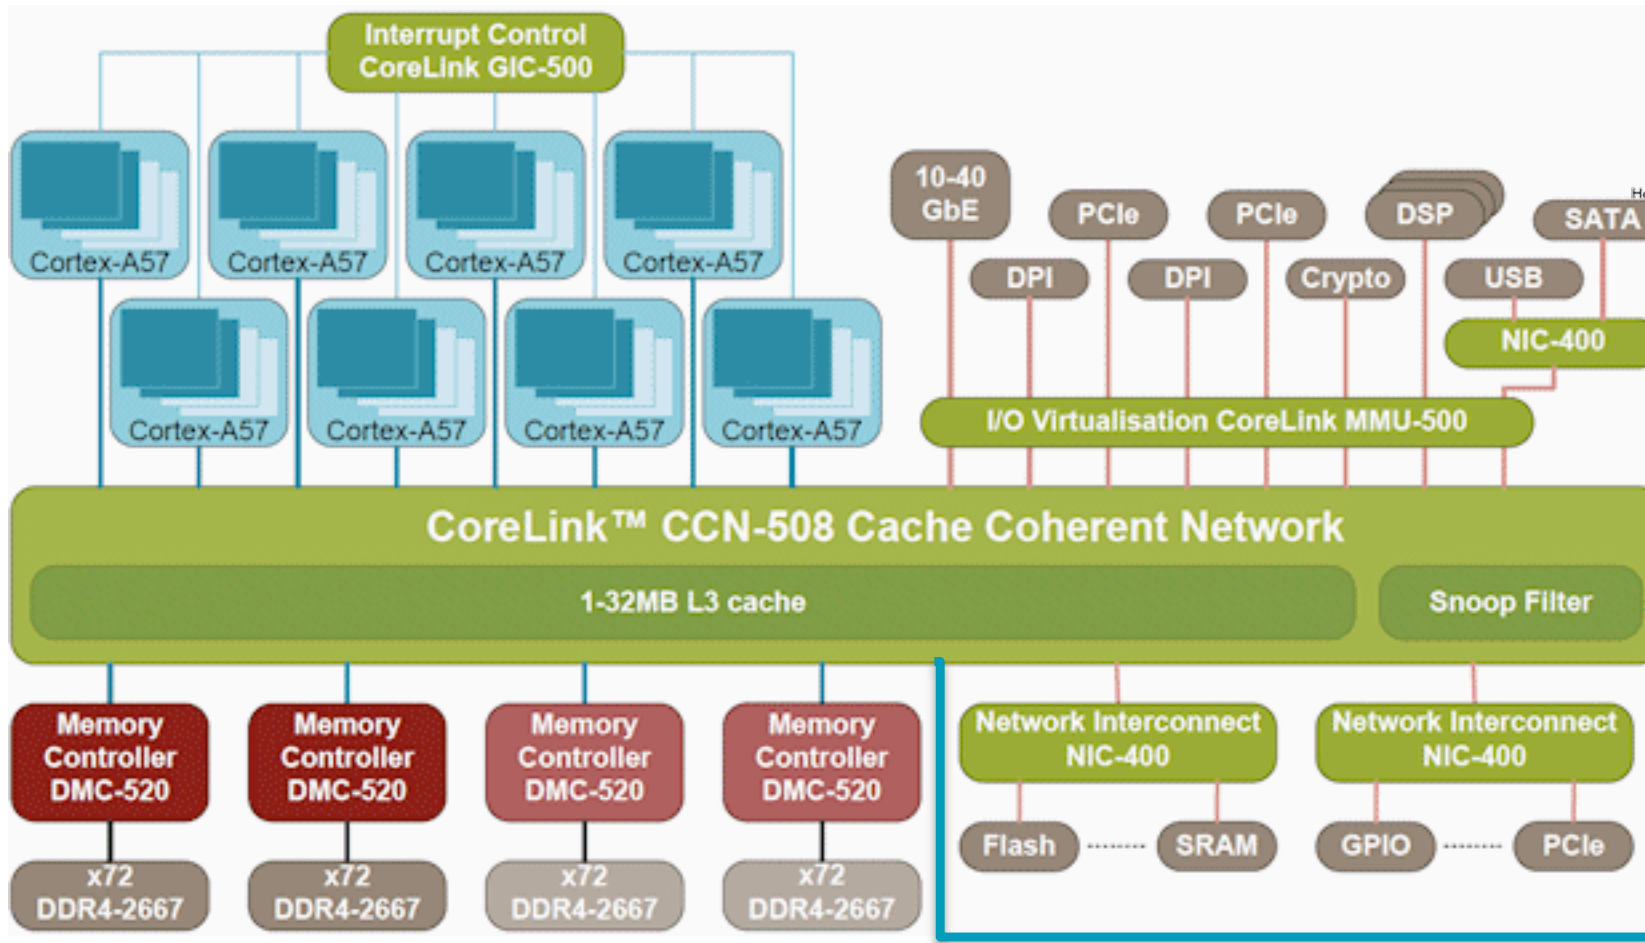 Interrupt Control
CoreLink GIC-500
Cortex-A57
Cortex-A57
Cortex-A57
Cortex-A57
Cortex-A57
Cortex-A57
Cortex-A57
Cortex-A57
10-40
GbE
PCIe
PCIe
DSP
SATA
DPI
DPI
Crypto
USB
NIC-400
I/O Virtualisation CoreLink MMU-500
CoreLink™ CCN-508 Cache Coherent Network
1-32MB L3 cache
Snoop Filter
Memory
Controller
DMC-520
Memory
Controller
DMC-520
Memory
Controller
DMC-520
Memory
Controller
DMC-520
Network Interconnect
NIC-400
Network Interconnect
NIC-400
Flash
SRAM
GPIO
PCIe
x72
DDR4-2667
x72
DDR4-2667
x72
DDR4-2667
x72
DDR4-2667